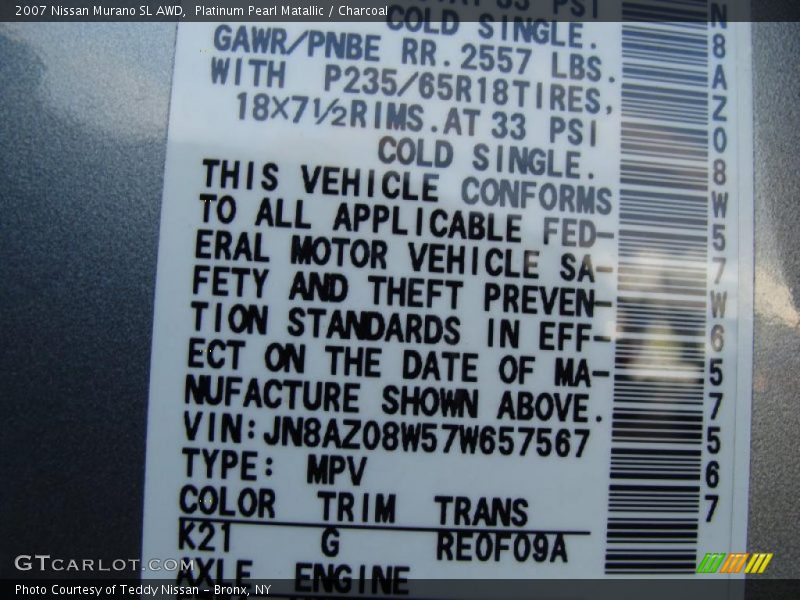 2007 Nissan Murano SL AWD, Platinum Pearl Matallic / Charcoal
AT 33 PSI
COLD SINGLE.
GAWR/PNBE RR. 2557 LBS.
WITH P235/65R18TIRES,
18X7½RIMS. AT 33 PSI
COLD SINGLE.
THIS VEHICLE CONFORMS
TO ALL APPLICABLE FED-
ERAL MOTOR VEHICLE SA-
FETY AND THEFT PREVEN-
TION STANDARDS IN EFF-
ECT ON THE DATE OF MA-
NUFACTURE SHOWN ABOVE.
VIN:JN8AZ08W57W657567
TYPE: MPV
COLOR TRIM TRANS
K21 G RE0F09A
AXLE ENGINE
N8AZ08W57W657567
GTCARLOT.COM
Photo Courtesy of Teddy Nissan - Bronx, NY